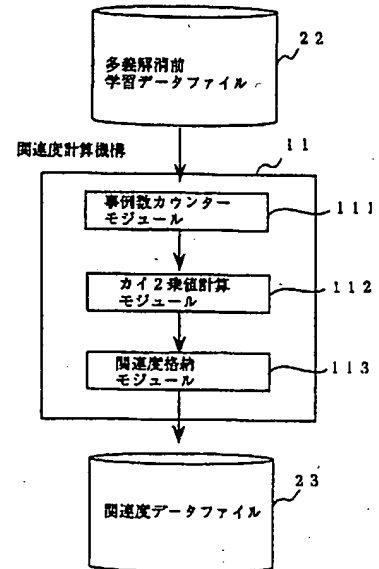 22
多義解消前
学習データファイル
関連度計算機構
11
事例数カウンター
モジュール
111
カイ2乗値計算
モジュール
112
関連度格納
モジュール
113
23
関連度データファイル